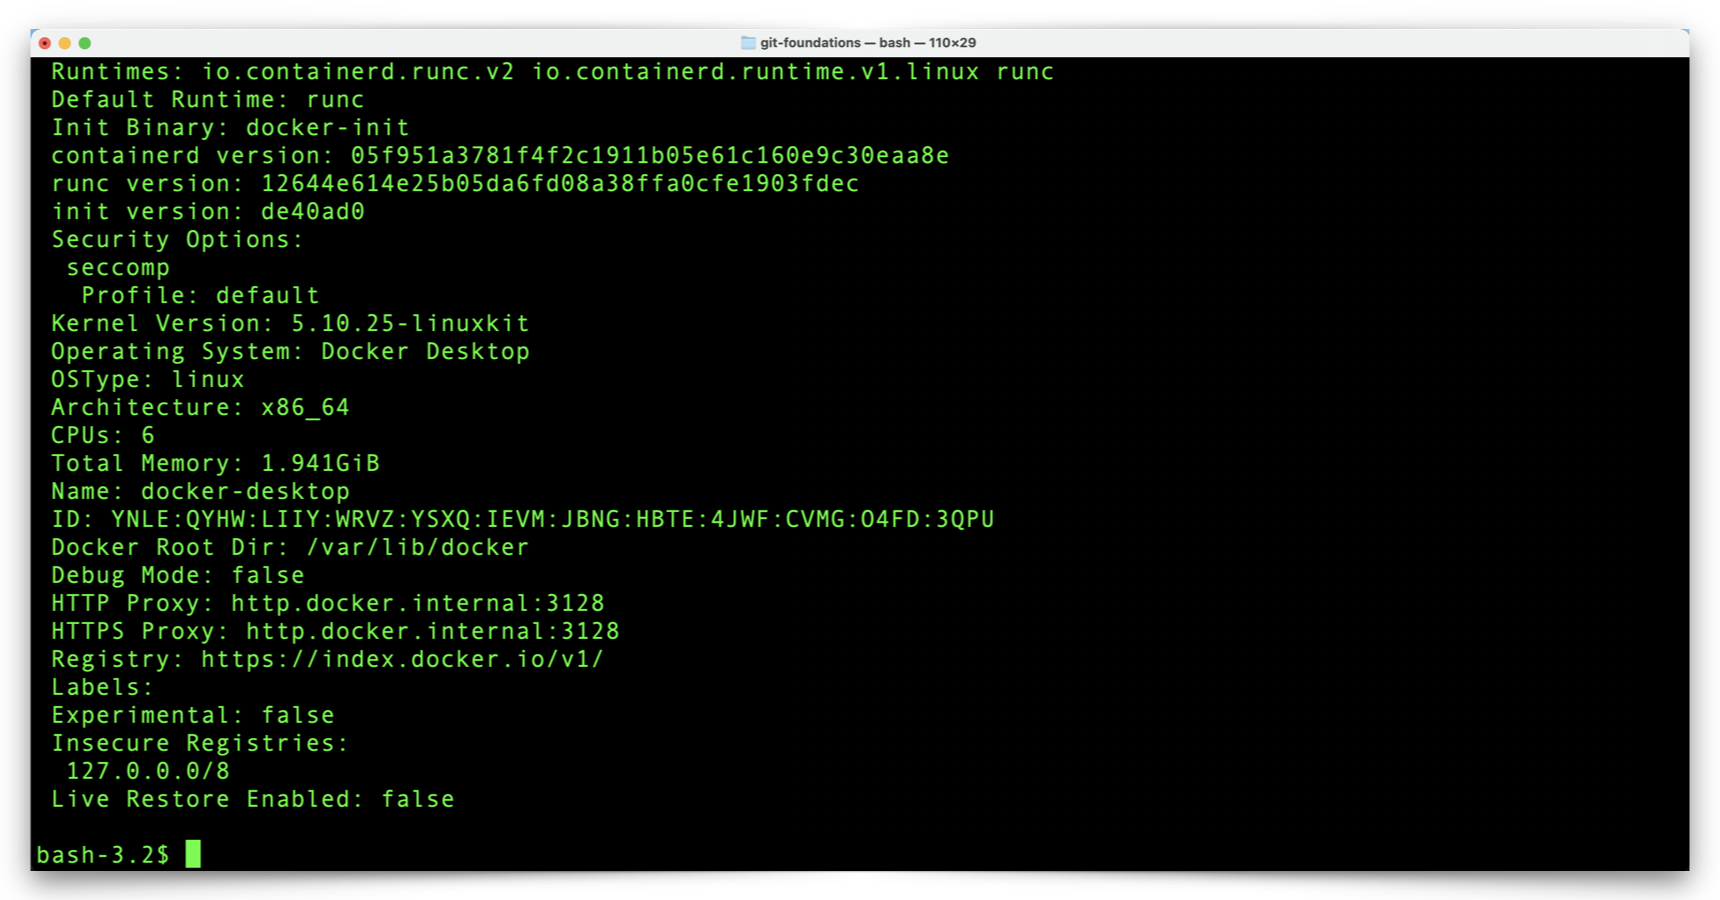 git-foundations — bash — 110×29
Runtimes: io.containerd.runc.v2 io.containerd.runtime.v1.linux runc
Default Runtime: runc
Init Binary: docker-init
containerd version: 05f951a3781f4f2c1911b05e61c160e9c30eaa8e
runc version: 12644e614e25b05da6fd08a38ffa0cfe1903fdec
init version: de40ad0
Security Options:
seccomp
Profile: default
Kernel Version: 5.10.25-linuxkit
Operating System: Docker Desktop
OSType: linux
Architecture: x86_64
CPUs: 6
Total Memory: 1.941GiB
Name: docker-desktop
ID: YNLE:QYHW:LIIY:WRVZ:YSXQ:IEVM:JBNG:HBTE:4JWF:CVMG:O4FD:3QPU
Docker Root Dir: /var/lib/docker
Debug Mode: false
HTTP Proxy: http.docker.internal:3128
HTTPS Proxy: http.docker.internal:3128
Registry: https://index.docker.io/v1/
Labels:
Experimental: false
Insecure Registries:
127.0.0.0/8
Live Restore Enabled: false
bash-3.2$